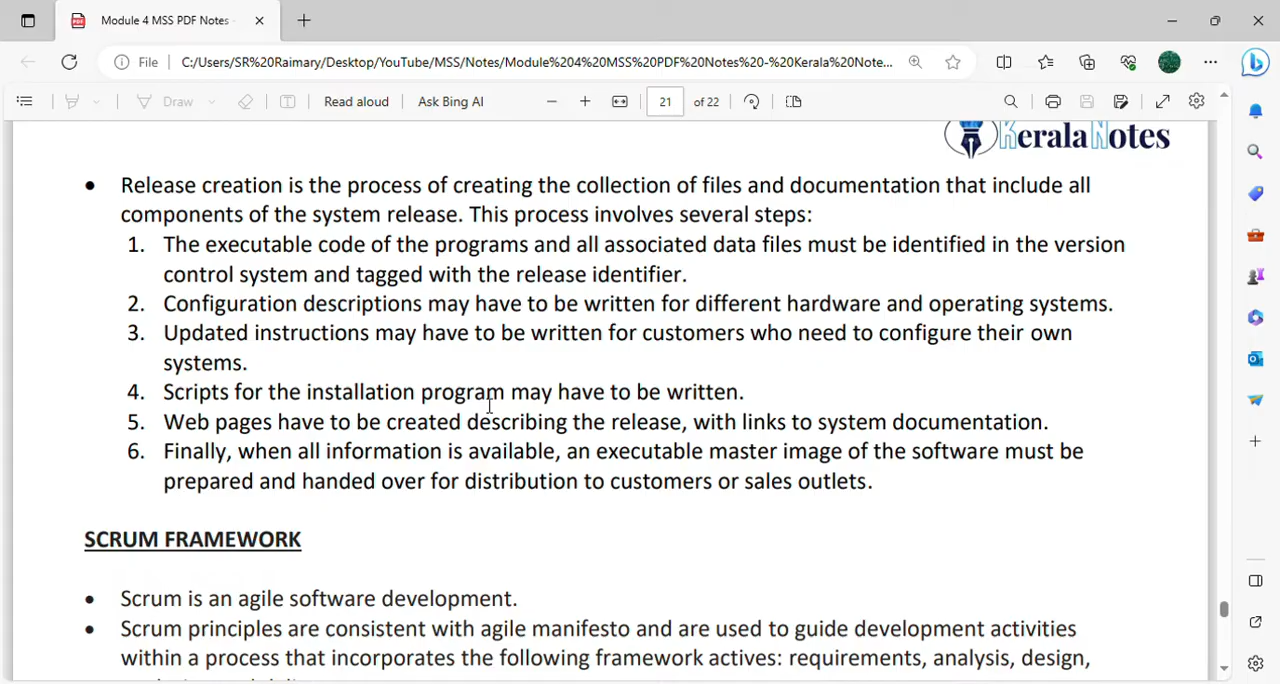 Module 4 MSS PDF Notes
File
C:/Users/SR%20Raimary/Desktop/YouTube/MSS/Notes/Module%204%20MSS%20PDF%20Notes%20-%20Kerala%20Note...
Draw
Read aloud
Ask Bing AI
21
of 22
KeralaNotes
• Release creation is the process of creating the collection of files and documentation that include all
components of the system release. This process involves several steps:
1. The executable code of the programs and all associated data files must be identified in the version
control system and tagged with the release identifier.
2. Configuration descriptions may have to be written for different hardware and operating systems.
3. Updated instructions may have to be written for customers who need to configure their own
systems.
4. Scripts for the installation program may have to be written.
5. Web pages have to be created describing the release, with links to system documentation.
6. Finally, when all information is available, an executable master image of the software must be
prepared and handed over for distribution to customers or sales outlets.
SCRUM FRAMEWORK
• Scrum is an agile software development.
• Scrum principles are consistent with agile manifesto and are used to guide development activities
within a process that incorporates the following framework actives: requirements, analysis, design,